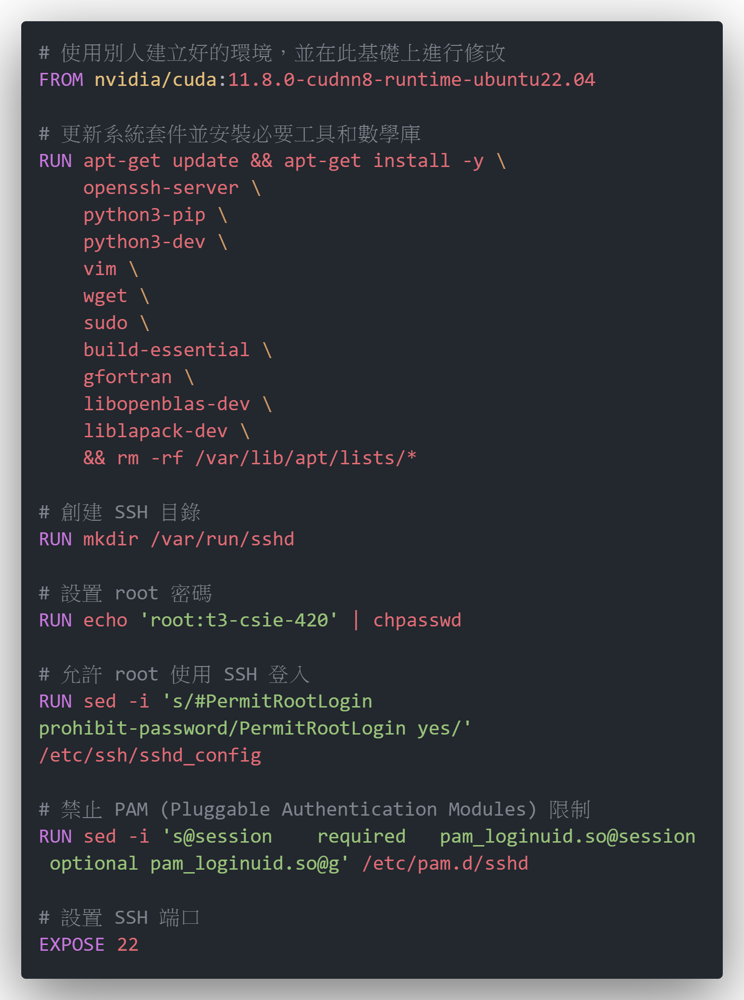 # 使用別人建立好的環境，並在此基礎上進行修改
FROM nvidia/cuda:11.8.0-cudnn8-runtime-ubuntu22.04

# 更新系統套件並安裝必要工具和數學庫
RUN apt-get update && apt-get install -y \
    openssh-server \
    python3-pip \
    python3-dev \
    vim \
    wget \
    sudo \
    build-essential \
    gfortran \
    libopenblas-dev \
    liblapack-dev \
    && rm -rf /var/lib/apt/lists/*

# 創建 SSH 目錄
RUN mkdir /var/run/sshd

# 設置 root 密碼
RUN echo 'root:t3-csie-420' | chpasswd

# 允許 root 使用 SSH 登入
RUN sed -i 's/#PermitRootLogin
prohibit-password/PermitRootLogin yes/'
/etc/ssh/sshd_config

# 禁止 PAM (Pluggable Authentication Modules) 限制
RUN sed -i 's@session    required   pam_loginuid.so@session
 optional pam_loginuid.so@g' /etc/pam.d/sshd

# 設置 SSH 端口
EXPOSE 22